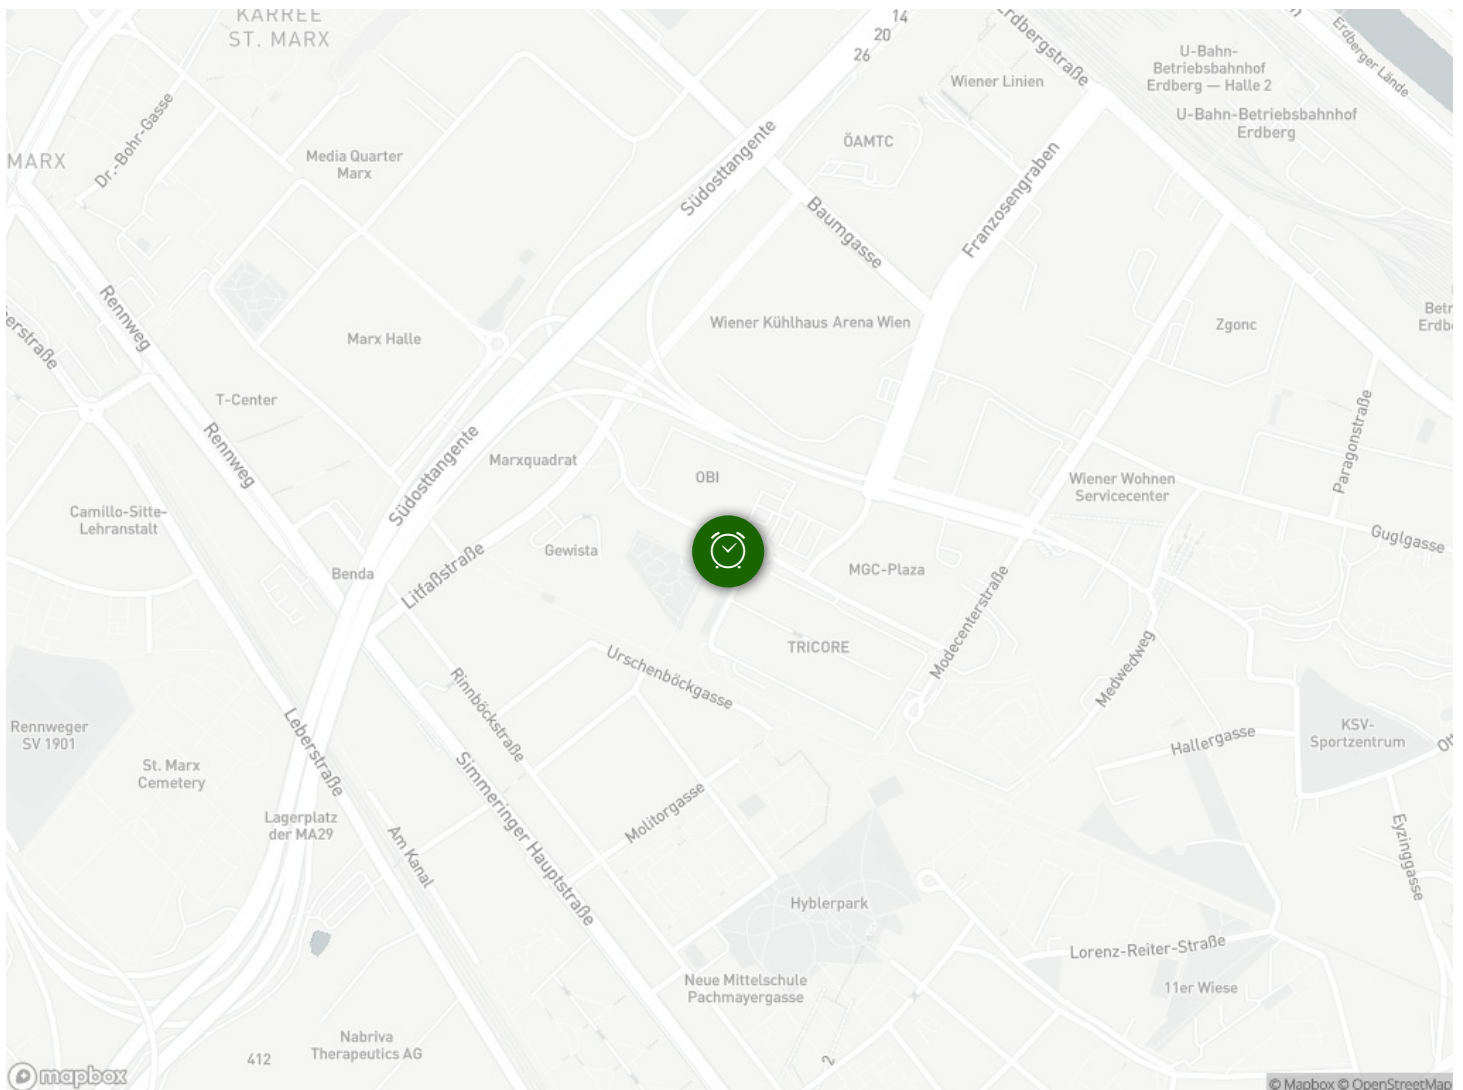 KARREE
ST. MARX
14
20
26
Erdbergstraße
Wiener Linien
U-Bahn-
Betriebsbahnhof
Erdberg — Halle 2
Erdberger Lände
U-Bahn-Betriebsbahnhof
Erdberg
Dr.-Bohr-Gasse
MARX
Media Quarter
Marx
Südosttangente
ÖAMTC
Franzosengraben
Baumgasse
Rennweg
erstraße
Marx Halle
Wiener Kühlhaus
Arena Wien
Zgonc
Betr
Erdb
T-Center
Rennweg
Südosttangente
Marxquadrat
OBI
Paragonstraße
Wiener Wohnen
Servicecenter
Camillo-Sitte-
Lehranstalt
Guglgasse
Benda
Litfaßstraße
Gewista
MGC-Plaza
Modecenterstraße
TRICORE
Medwedweg
Urschenböckgasse
Rinnböckstraße
Rennweger
SV 1901
Leberstraße
Hallergasse
KSV-
Sportzentrum
Ot
St. Marx
Cemetery
Simmeringer Hauptstraße
Molitorgasse
Lagerplatz
der MA29
Am Kanal
Eyzinggasse
Hyblerpark
Lorenz-Reiter-Straße
Neue Mittelschule
Pachmayergasse
11er Wiese
Nabriva
Therapeutics AG
412
2
mapbox
© Mapbox © OpenStreetMap